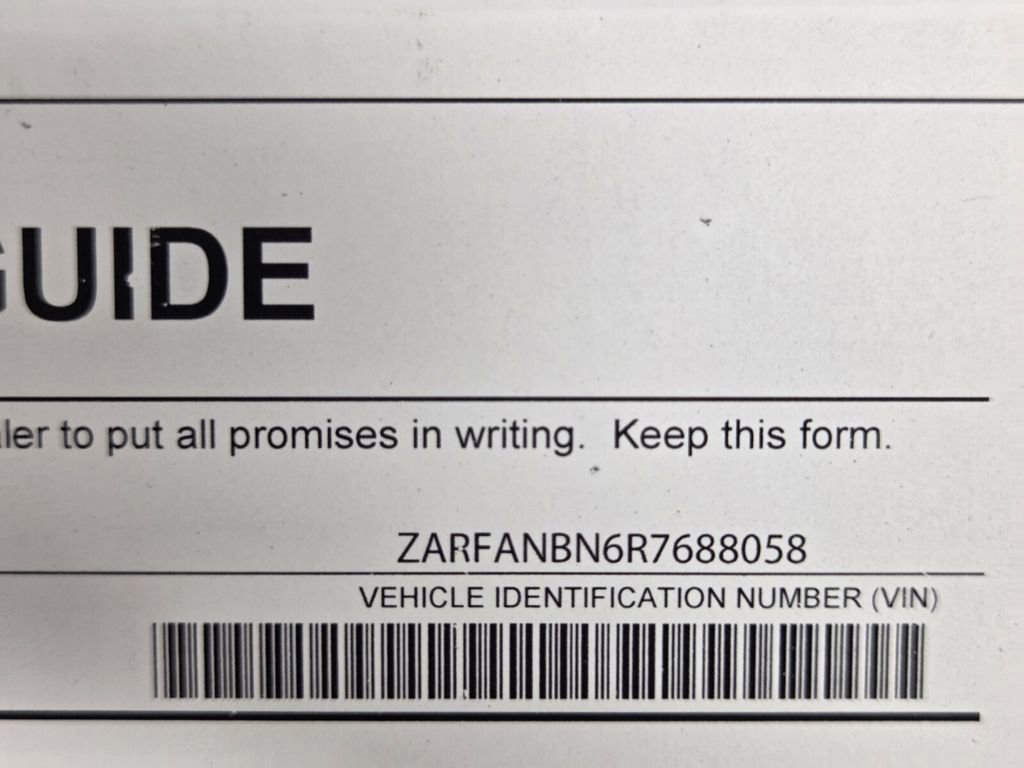 GUIDE
ler to put all promises in writing. Keep this form.
ZARFANBN6R7688058
VEHICLE IDENTIFICATION NUMBER (VIN)